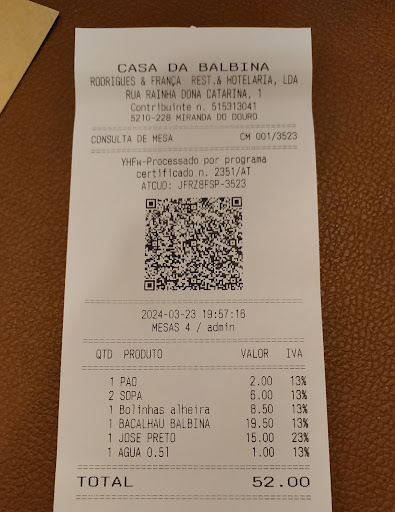 CASA DA BALBINA
RODRIGUES & FRANÇA REST.& HOTELARIA, LDA
RUA RAINHA DONA CATARINA, 1
Contribuinte n. 515313041
5210-228 MIRANDA DO DOURO
CONSULTA DE MESA CM 001/3523
YHFw-Processado por programa
certificado n. 2351/AT
ATCUD: JFRZ8FSP-3523
2024-03-23 19:57:16
MESAS 4 / admin
QTD PRODUTO VALOR IVA
1 PAO 2.00 13%
2 SOPA 6.00 13%
1 Bolinhas alheira 8.50 13%
1 BACALHAU BALBINA 19.50 13%
1 JOSE PRETO 15.00 23%
1 AGUA 0.5l 1.00 13%
TOTAL 52.00